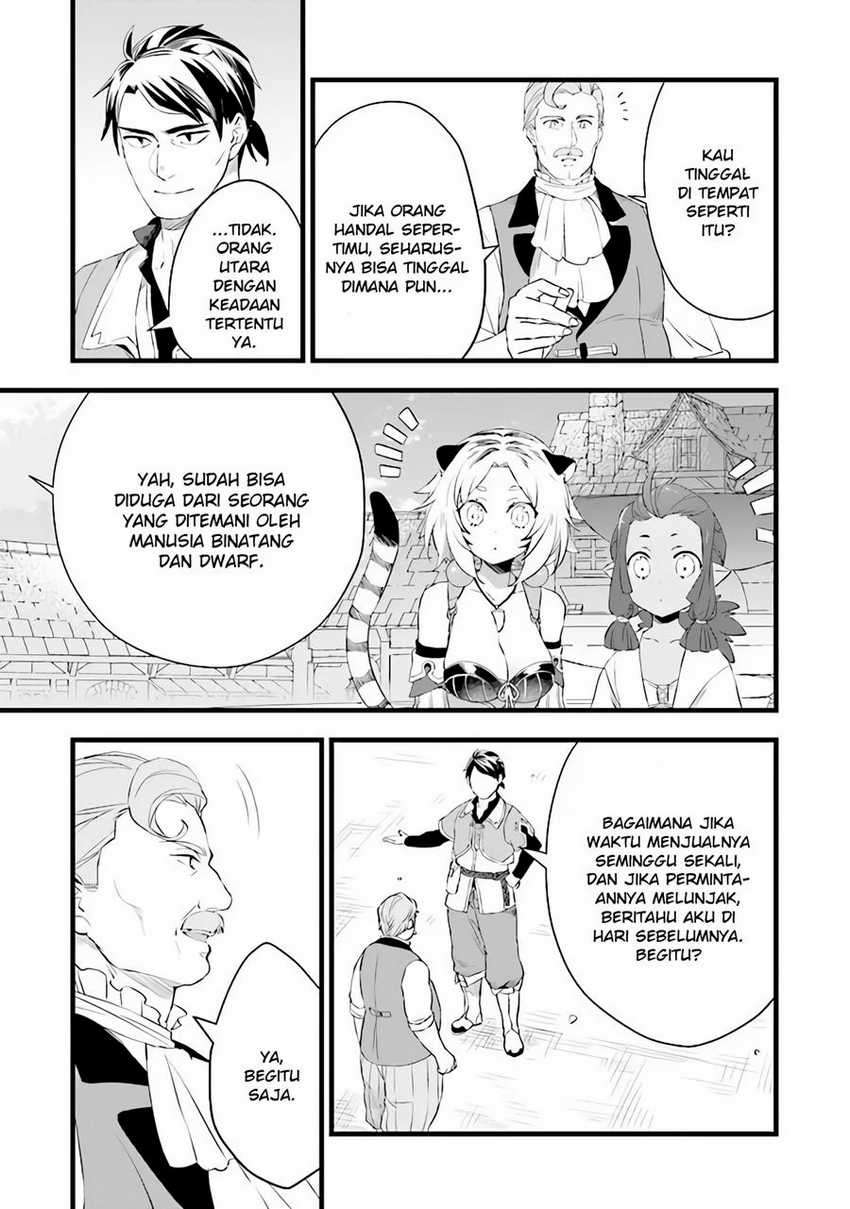 KAU
TINGGAL
DI TEMPAT
SEPERTI
ITU?
JIKA ORANG
HANDAL SEPER-
TIMU, SEHARUS-
NYA BISA TINGGAL
DIMANA PUN...
...TIDAK.
ORANG
UTARA
DENGAN
KEADAAN
TERTENTU
YA.
YAH, SUDAH BISA
DIDUGA DARI SEORANG
YANG DITEMANI OLEH
MANUSIA BINATANG
DAN DWARF.
BAGAIMANA JIKA
WAKTU MENJUALNYA
SEMINGGU SEKALI,
DAN JIKA PERMINTA-
ANNYA MELUNJAK,
BERITAHU AKU DI
HARI SEBELUMNYA.
BEGITU?
YA,
BEGITU
SAJA.